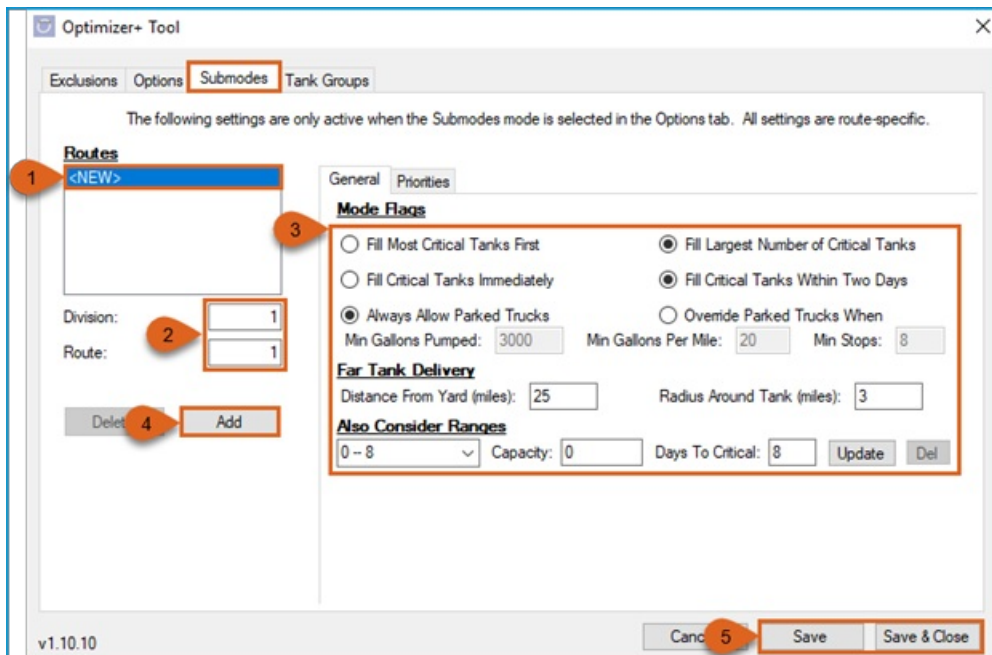 Optimizer+ Tool
Exclusions Options Submodes Tank Groups
The following settings are only active when the Submodes mode is selected in the Options tab. All settings are route-specific.
Routes
1 <NEW>
General Priorities
Mode Flags
3
Fill Most Critical Tanks First Fill Largest Number of Critical Tanks
Fill Critical Tanks Immediately Fill Critical Tanks Within Two Days
Always Allow Parked Trucks Override Parked Trucks When
Min Gallons Pumped: 3000 Min Gallons Per Mile: 20 Min Stops: 8
Division: 1
2
Route: 1
Far Tank Delivery
Distance From Yard (miles): 25 Radius Around Tank (miles): 3
Delet 4 Add
Also Consider Ranges
0 -- 8 Capacity: 0 Days To Critical: 8 Update Del
v1.10.10
Canc 5 Save Save & Close